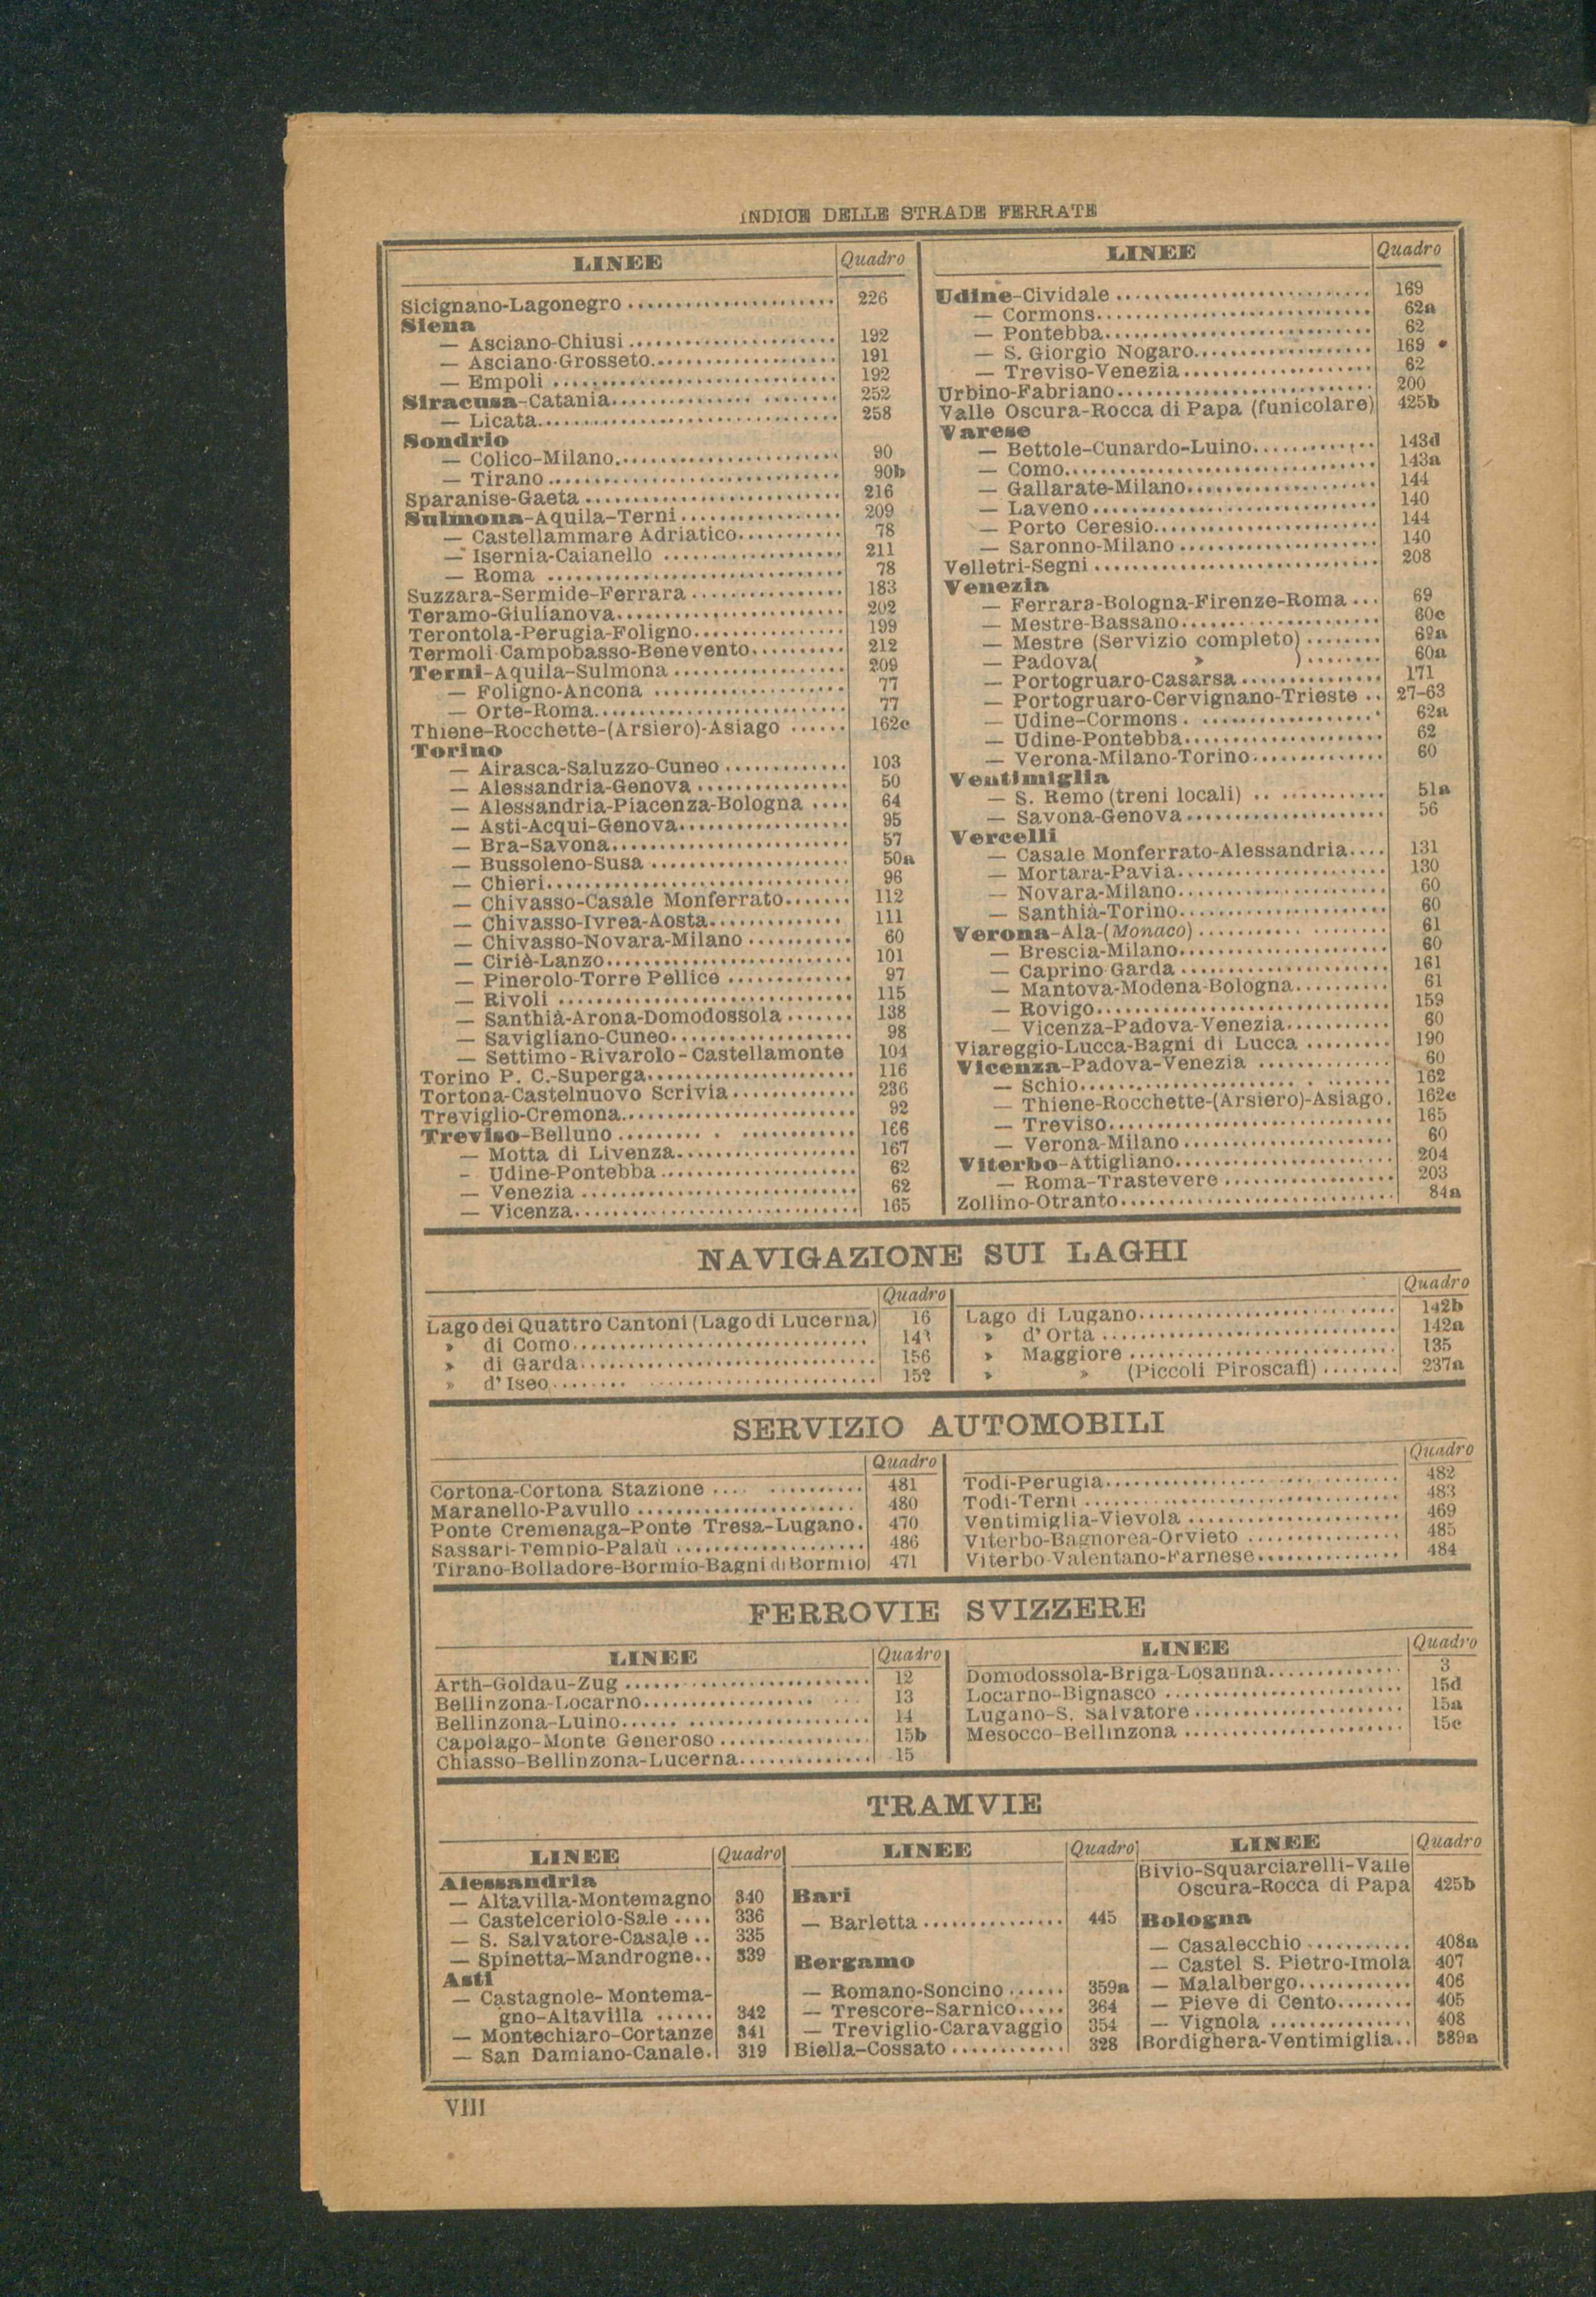 INDICE DELLE STRADE FERRATE
LINEE Quadro
Sicignano-Lagonegro 226
Siena
— Asciano-Chiusi 192
— Asciano-Grosseto 191
— Empoli 192
Siracusa-Catania 252
— Licata 258
Sondrio
— Colico-Milano 90
— Tirano 90b
Sparanise-Gaeta 216
Sulmona-Aquila-Terni 209
— Castellammare Adriatico 78
— Isernia-Caianello 211
— Roma 78
Suzzara-Sermide-Ferrara 183
Teramo-Giulianova 202
Terontola-Perugia-Foligno 199
Termoli-Campobasso-Benevento 212
Terni-Aquila-Sulmona 209
— Foligno-Ancona 77
— Orte-Roma 77
Thiene-Rocchette-(Arsiero)-Asiago 162c
Torino
— Airasca-Saluzzo-Cuneo 103
— Alessandria-Genova 50
— Alessandria-Piacenza-Bologna 64
— Asti-Acqui-Genova 95
— Bra-Savona 57
— Bussoleno-Susa 50a
— Chieri 96
— Chivasso-Casale Monferrato 112
— Chivasso-Ivrea-Aosta 111
— Chivasso-Novara-Milano 60
— Ciriè-Lanzo 101
— Pinerolo-Torre Pellice 97
— Rivoli 115
— Santhià-Arona-Domodossola 138
— Savigliano-Cuneo 98
— Settimo-Rivarolo-Castellamonte 104
Torino P. C.-Superga 116
Tortona-Castelnuovo Scrivia 236
Treviglio-Cremona 92
Treviso-Belluno 166
— Motta di Livenza 167
— Udine-Pontebba 62
— Venezia 62
— Vicenza 165
LINEE Quadro
Udine-Cividale 169
— Cormons 62a
— Pontebba 62
— S. Giorgio Nogaro 169
— Treviso-Venezia 62
Urbino-Fabriano 200
Valle Oscura-Rocca di Papa (funicolare) 425b
Varese
— Bettole-Cunardo-Luino 143d
— Como 143a
— Gallarate-Milano 144
— Laveno 140
— Porto Ceresio 144
— Saronno-Milano 140
Velletri-Segni 208
Venezia
— Ferrara-Bologna-Firenze-Roma 69
— Mestre-Bassano 60c
— Mestre (Servizio completo) 69a
— Padova( » ) 60a
— Portogruaro-Casarsa 171
— Portogruaro-Cervignano-Trieste 27-63
— Udine-Cormons 62a
— Udine-Pontebba 62
— Verona-Milano-Torino 60
Ventimiglia
— S. Remo (treni locali) 51a
— Savona-Genova 56
Vercelli
— Casale Monferrato-Alessandria 131
— Mortara-Pavia 130
— Novara-Milano 60
— Santhià-Torino 60
Verona-Ala-(Monaco) 61
— Brescia-Milano 60
— Caprino Garda 161
— Mantova-Modena-Bologna 61
— Rovigo 159
— Vicenza-Padova-Venezia 60
Viareggio-Lucca-Bagni di Lucca 190
Vicenza-Padova-Venezia 60
— Schio 162
— Thiene-Rocchette-(Arsiero)-Asiago 162c
— Treviso 165
— Verona-Milano 60
Viterbo-Attigliano 204
— Roma-Trastevere 203
Zollino-Otranto 84a
NAVIGAZIONE SUI LAGHI
Quadro
Lago dei Quattro Cantoni (Lago di Lucerna) 16
» di Como 143
» di Garda 156
» d'Iseo 152
Quadro
Lago di Lugano 142b
» d'Orta 142a
» Maggiore 135
» » (Piccoli Piroscafi) 237a
SERVIZIO AUTOMOBILI
Quadro
Cortona-Cortona Stazione 481
Maranello-Pavullo 480
Ponte Cremenaga-Ponte Tresa-Lugano 470
Sassari-Tempio-Palaù 486
Tirano-Bolladore-Bormio-Bagni di Bormio 471
Quadro
Todi-Perugia 482
Todi-Terni 483
Ventimiglia-Vievola 469
Viterbo-Bagnorea-Orvieto 485
Viterbo-Valentano-Farnese 484
FERROVIE SVIZZERE
LINEE Quadro
Arth-Goldau-Zug 12
Bellinzona-Locarno 13
Bellinzona-Luino 14
Capolago-Monte Generoso 15b
Chiasso-Bellinzona-Lucerna 15
LINEE Quadro
Domodossola-Briga-Losanna 3
Locarno-Bignasco 15d
Lugano-S. Salvatore 15a
Mesocco-Bellinzona 15c
TRAMVIE
LINEE Quadro
Alessandria
— Altavilla-Montemagno 340
— Castelceriolo-Sale 336
— S. Salvatore-Casale 335
— Spinetta-Mandrogne 339
Asti
— Castagnole-Montema-
gno-Altavilla 342
— Montechiaro-Cortanze 341
— San Damiano-Canale 319
LINEE Quadro
Bari
— Barletta 445
Bergamo
— Romano-Soncino 359a
— Trescore-Sarnico 364
— Treviglio-Caravaggio 354
Biella-Cossato 328
LINEE Quadro
Bivio-Squarciarelli-Valle
Oscura-Rocca di Papa 425b
Bologna
— Casalecchio 408a
— Castel S. Pietro-Imola 407
— Malalbergo 406
— Pieve di Cento 405
— Vignola 408
Bordighera-Ventimiglia 389a
VIII